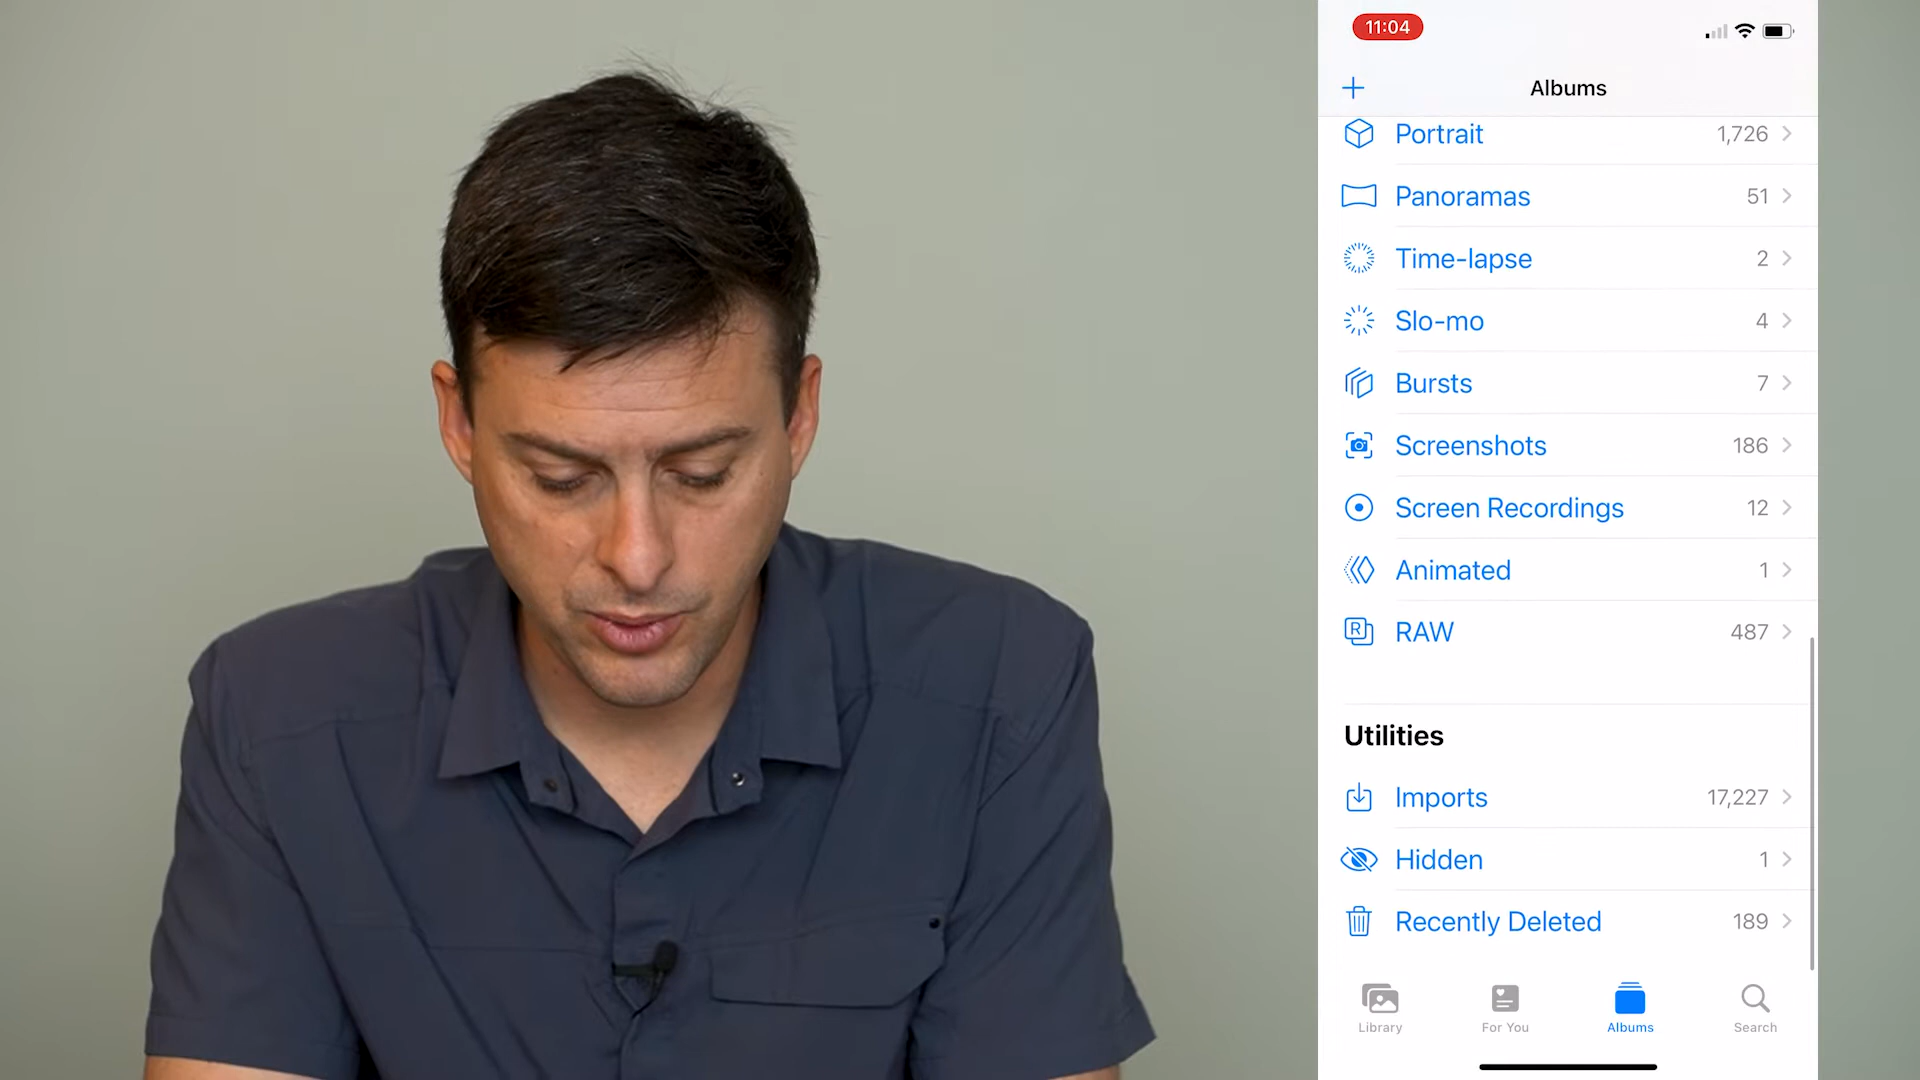 11:04
Albums
Portrait 1,726
Panoramas 51
Time-lapse 2
Slo-mo 4
Bursts 7
Screenshots 186
Screen Recordings 12
Animated 1
RAW 487
Utilities
Imports 17,227
Hidden 1
Recently Deleted 189
Library For You Albums Search